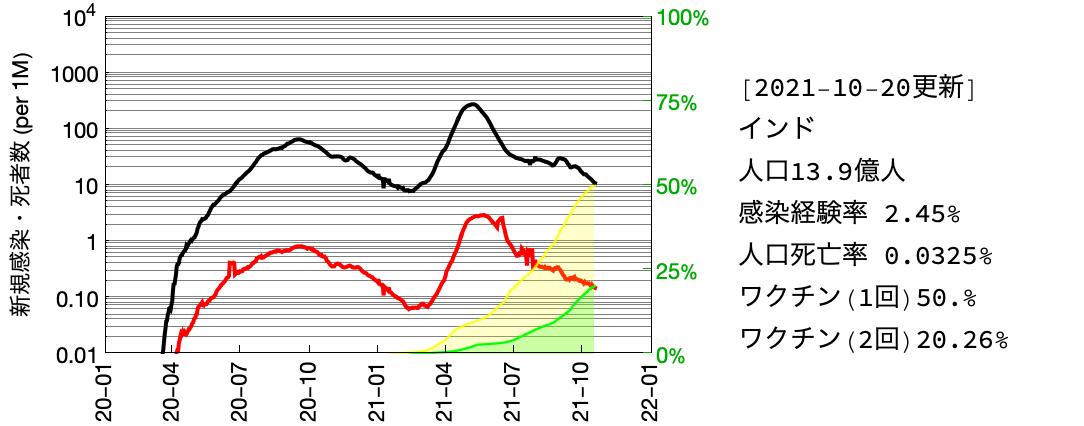 新規感染・死者数 (per 1M)
10^4
1000
100
10
1
0.10
0.01
100%
75%
50%
25%
0%
20-01
20-04
20-07
20-10
21-01
21-04
21-07
21-10
22-01
[2021-10-20更新]
インド
人口13.9億人
感染経験率 2.45%
人口死亡率 0.0325%
ワクチン(1回)50.%
ワクチン(2回)20.26%